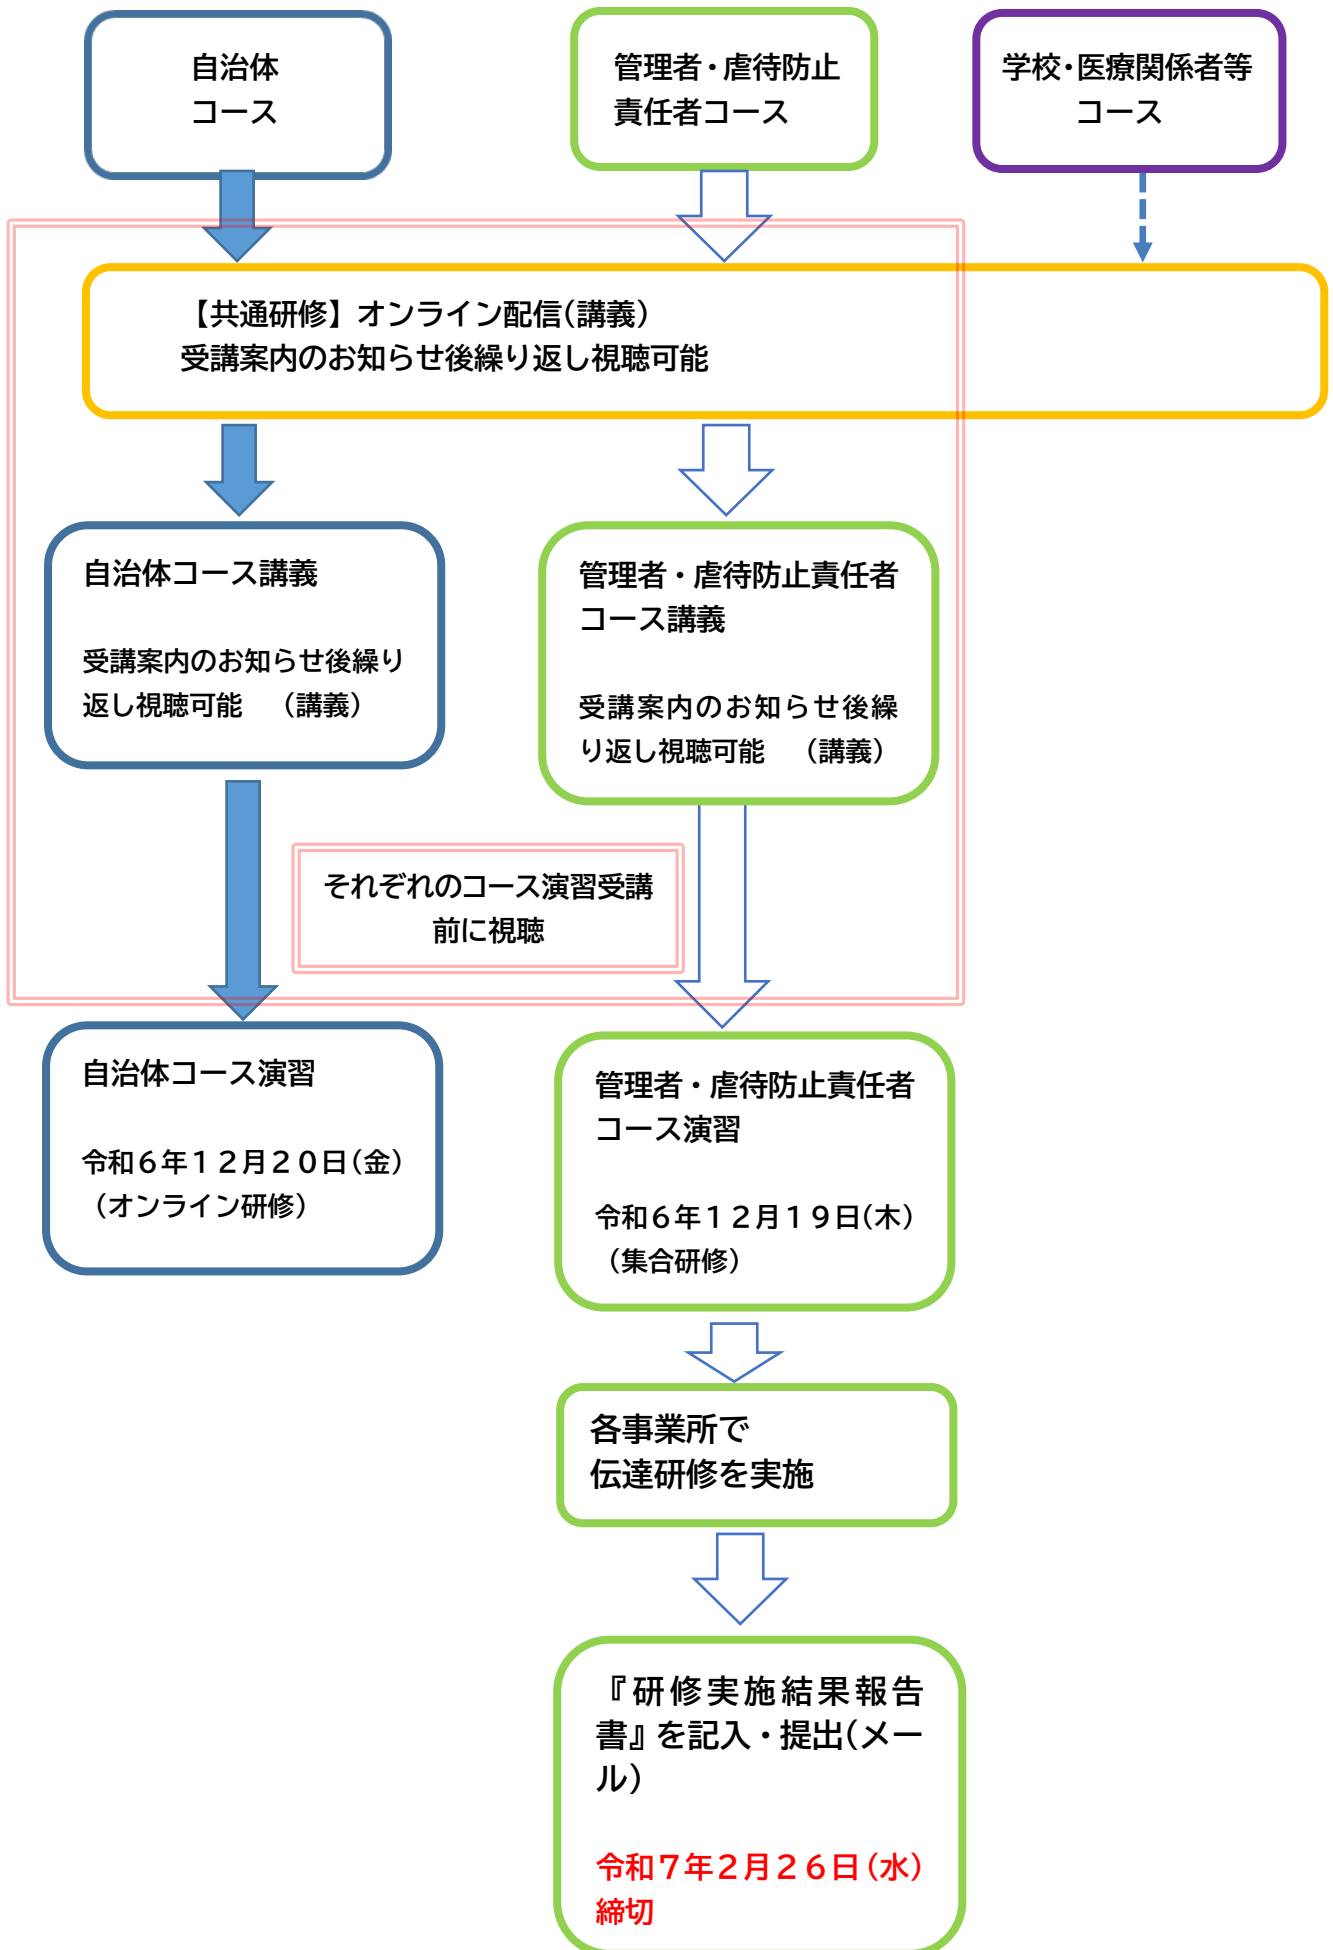 自治体
コース
管理者・虐待防止
責任者コース
学校・医療関係者等
コース
【共通研修】オンライン配信(講義)
受講案内のお知らせ後繰り返し視聴可能
自治体コース講義
受講案内のお知らせ後繰り
返し視聴可能　（講義）
管理者・虐待防止責任者
コース講義
受講案内のお知らせ後繰
り返し視聴可能　（講義）
それぞれのコース演習受講
前に視聴
自治体コース演習
令和６年１２月２０日(金)
（オンライン研修）
管理者・虐待防止責任者
コース演習
令和６年１２月１９日(木)
（集合研修）
各事業所で
伝達研修を実施
『研修実施結果報告
書』を記入・提出(メー
ル)
令和７年２月２６日(水)
締切